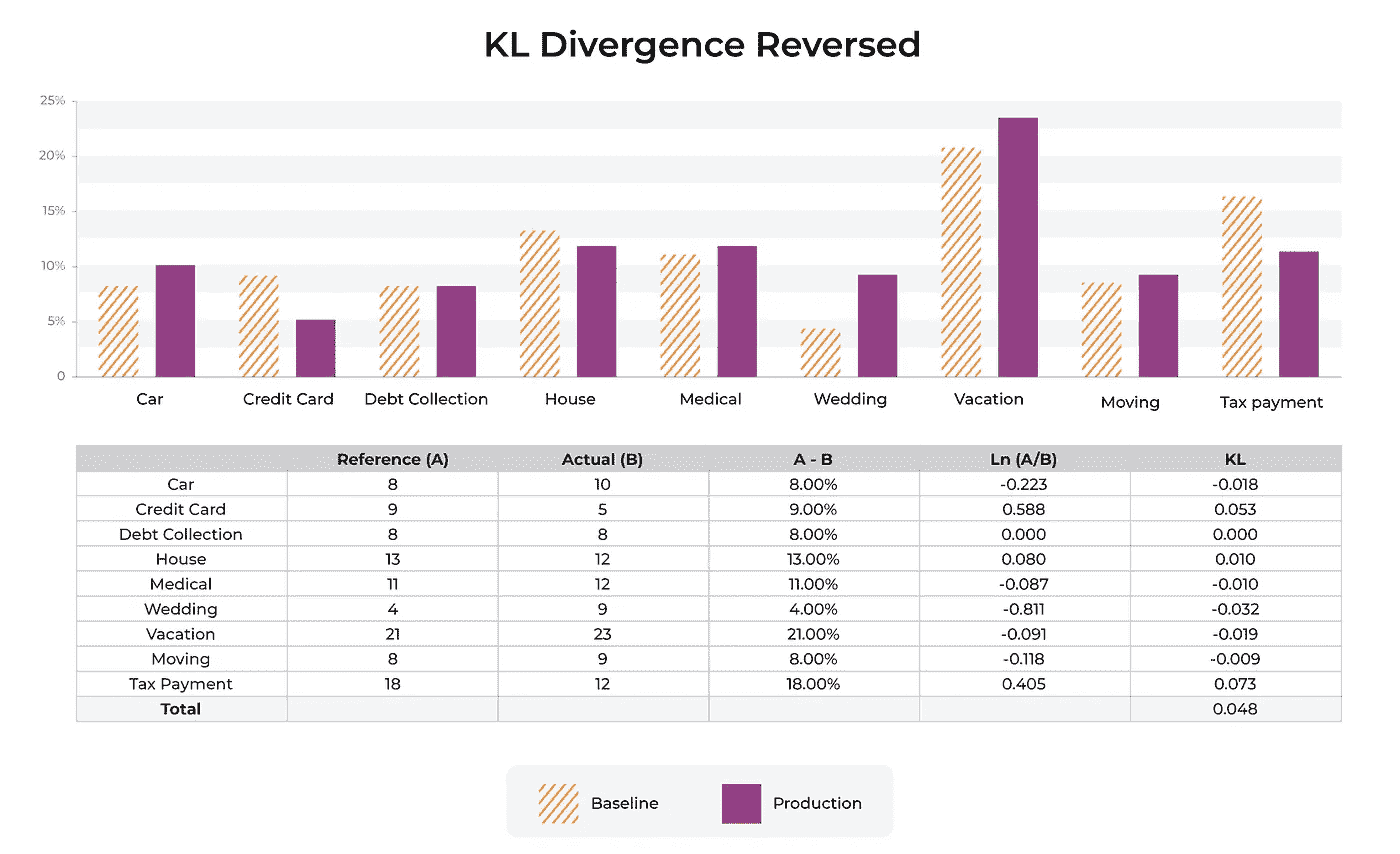 KL Divergence Reversed
25%
20%
15%
10%
5%
0
Car Credit Card Debt Collection House Medical Wedding Vacation Moving Tax payment
Reference (A) Actual (B) A - B Ln (A/B) KL
Car 8 10 8.00% -0.223 -0.018
Credit Card 9 5 9.00% 0.588 0.053
Debt Collection 8 8 8.00% 0.000 0.000
House 13 12 13.00% 0.080 0.010
Medical 11 12 11.00% -0.087 -0.010
Wedding 4 9 4.00% -0.811 -0.032
Vacation 21 23 21.00% -0.091 -0.019
Moving 8 9 8.00% -0.118 -0.009
Tax Payment 18 12 18.00% 0.405 0.073
Total 0.048
Baseline Production